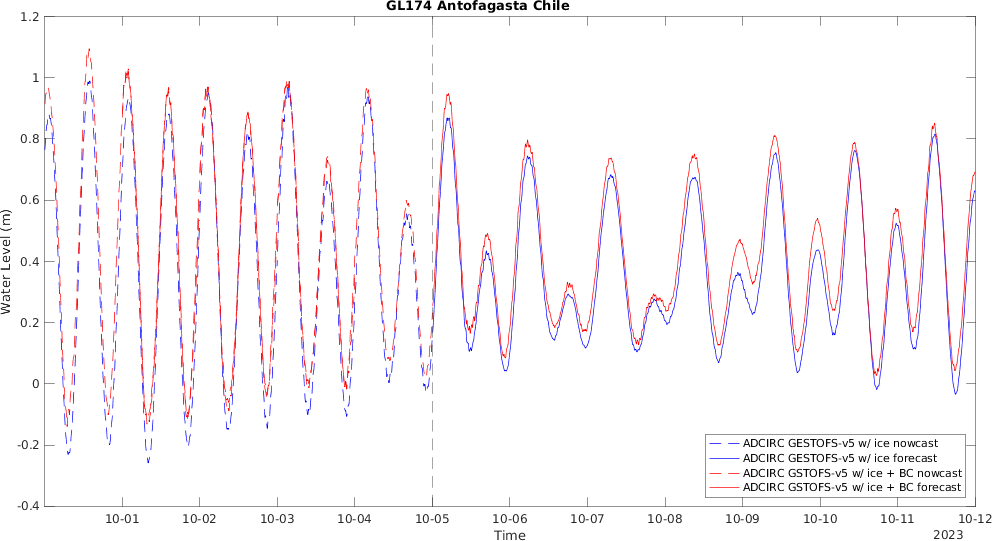 GL174 Antofagasta Chile
1.2
1
0.8
0.6
0.4
0.2
0
-0.2
-0.4
Water Level (m)
10-01 10-02 10-03 10-04 10-05 10-06 10-07 10-08 10-09 10-10 10-11 10-12
Time
2023
ADCIRC GESTOFS-v5 w/ ice nowcast
ADCIRC GESTOFS-v5 w/ ice forecast
ADCIRC GSTOFS-v5 w/ ice + BC nowcast
ADCIRC GSTOFS-v5 w/ ice + BC forecast